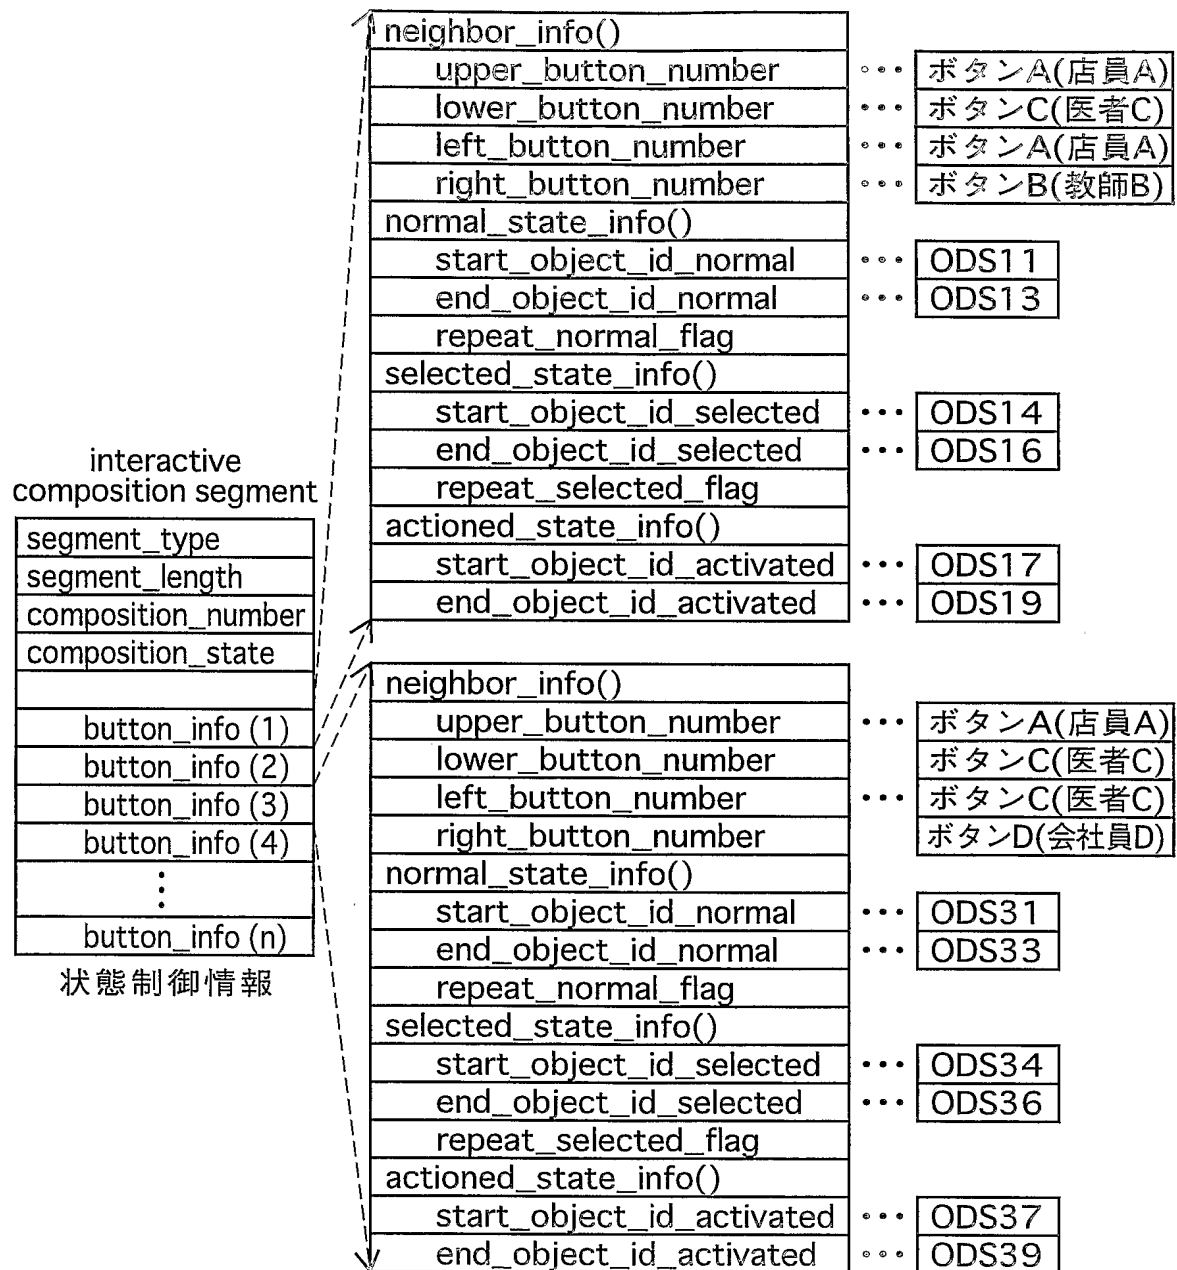 neighbor_info()
upper_button_number ••• ボタンA(店員A)
lower_button_number ••• ボタンC(医者C)
left_button_number ••• ボタンA(店員A)
right_button_number ••• ボタンB(教師B)
normal_state_info()
start_object_id_normal ••• ODS11
end_object_id_normal ••• ODS13
repeat_normal_flag
selected_state_info()
start_object_id_selected ••• ODS14
end_object_id_selected ••• ODS16
repeat_selected_flag
actioned_state_info()
start_object_id_activated ••• ODS17
end_object_id_activated ••• ODS19
interactive
composition segment
segment_type
segment_length
composition_number
composition_state
button_info (1)
button_info (2)
button_info (3)
button_info (4)
⋮
button_info (n)
状態制御情報
neighbor_info()
upper_button_number ••• ボタンA(店員A)
lower_button_number ボタンC(医者C)
left_button_number ••• ボタンC(医者C)
right_button_number ボタンD(会社員D)
normal_state_info()
start_object_id_normal ••• ODS31
end_object_id_normal ••• ODS33
repeat_normal_flag
selected_state_info()
start_object_id_selected ••• ODS34
end_object_id_selected ••• ODS36
repeat_selected_flag
actioned_state_info()
start_object_id_activated ••• ODS37
end_object_id_activated ••• ODS39